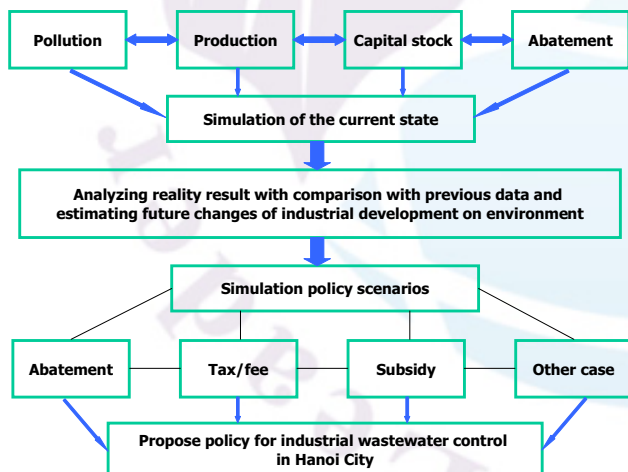 Pollution
Production
Capital stock
Abatement
Simulation of the current state
Analyzing reality result with comparison with previous data and
estimating future changes of industrial development on environment
Simulation policy scenarios
Abatement
Tax/fee
Subsidy
Other case
Propose policy for industrial wastewater control
in Hanoi City